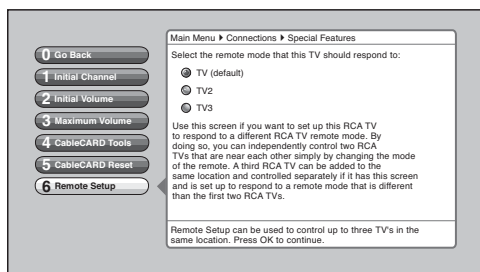 Main Menu ▶ Connections ▶ Special Features
0 Go Back
1 Initial Channel
2 Initial Volume
3 Maximum Volume
4 CableCARD Tools
5 CableCARD Reset
6 Remote Setup
Select the remote mode that this TV should respond to:
TV (default)
TV2
TV3
Use this screen if you want to set up this RCA TV
to respond to a different RCA TV remote mode. By
doing so, you can independently control two RCA
TVs that are near each other simply by changing the mode
of the remote. A third RCA TV can be added to the
same location and controlled separately if it has this screen
and is set up to respond to a remote mode that is different
than the first two RCA TVs.
Remote Setup can be used to control up to three TV's in the
same location. Press OK to continue.